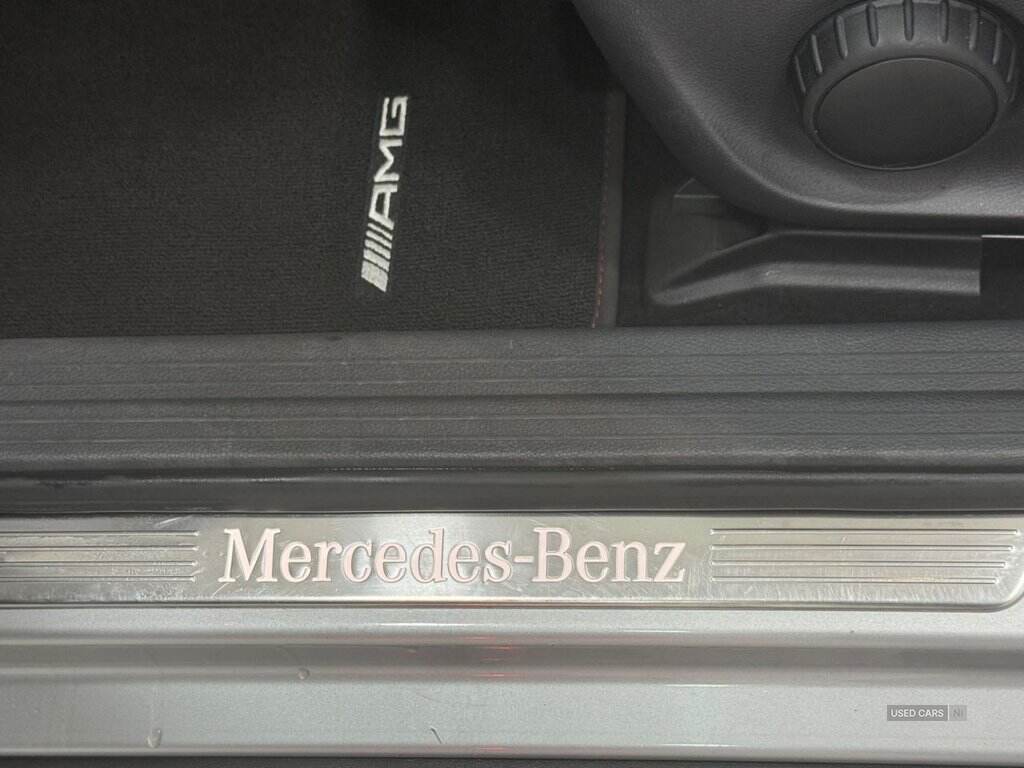 AMG
Mercedes-Benz
USED CARS NI